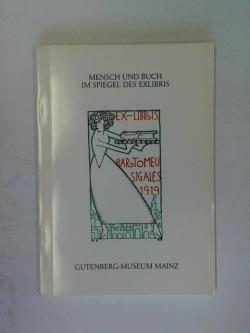 MENSCH UND BUCH
IM SPIEGEL DES EXLIBRIS
EX-LIBRIS
BARTOMEU
SIGALES
1919
GUTENBERG-MUSEUM MAINZ